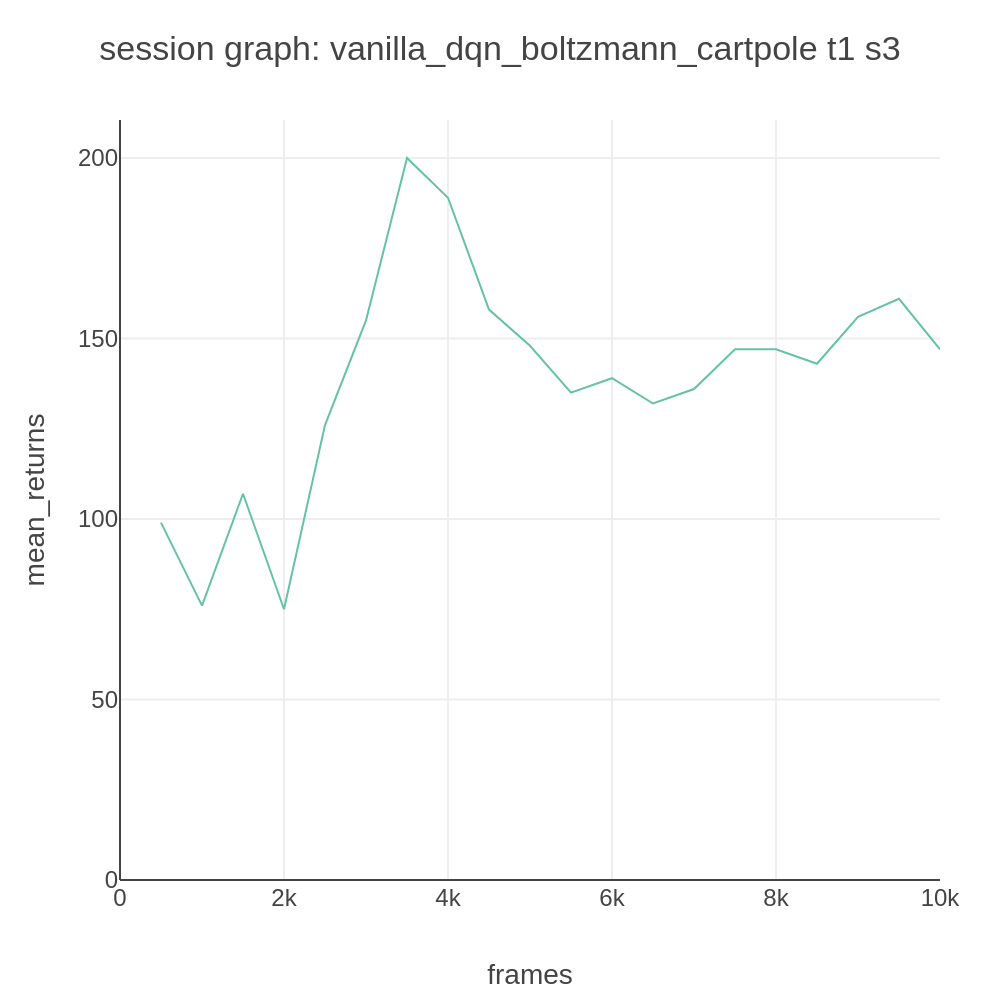 session graph: vanilla_dqn_boltzmann_cartpole t1 s3
200
150
100
50
0
mean_returns
0 2k 4k 6k 8k 10k
frames